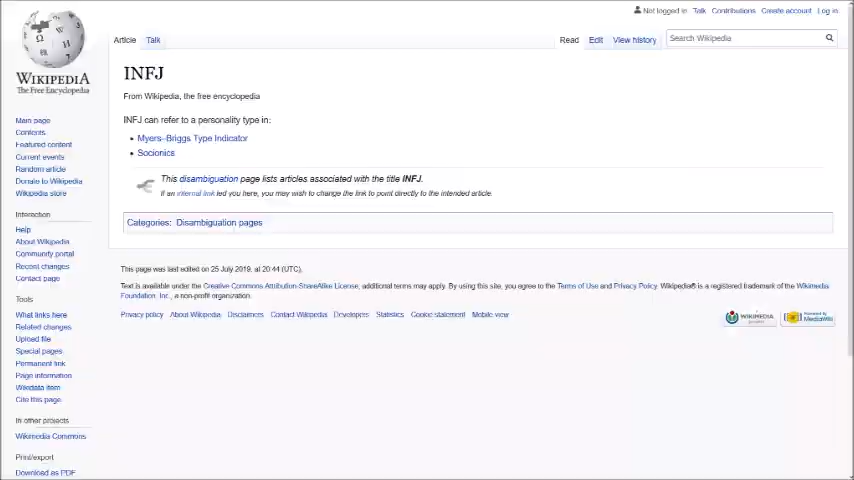 Not logged in Talk Contributions Create account Log in
Article Talk Read Edit View history Search Wikipedia
WIKIPEDIA
The Free Encyclopedia
INFJ
From Wikipedia, the free encyclopedia
INFJ can refer to a personality type in:
Myers–Briggs Type Indicator
Socionics
This disambiguation page lists articles associated with the title INFJ.
If an internal link led you here, you may wish to change the link to point directly to the intended article.
Categories: Disambiguation pages
This page was last edited on 25 July 2019, at 20:44 (UTC).
Text is available under the Creative Commons Attribution-ShareAlike License; additional terms may apply. By using this site, you agree to the Terms of Use and Privacy Policy. Wikipedia® is a registered trademark of the Wikimedia
Foundation, Inc., a non-profit organization.
Privacy policy About Wikipedia Disclaimers Contact Wikipedia Developers Statistics Cookie statement Mobile view
WIKIMEDIA
Powered by
MediaWiki
Main page
Contents
Featured content
Current events
Random article
Donate to Wikipedia
Wikipedia store
Interaction
Help
About Wikipedia
Community portal
Recent changes
Contact page
Tools
What links here
Related changes
Upload file
Special pages
Permanent link
Page information
Wikidata item
Cite this page
In other projects
Wikimedia Commons
Print/export
Download as PDF